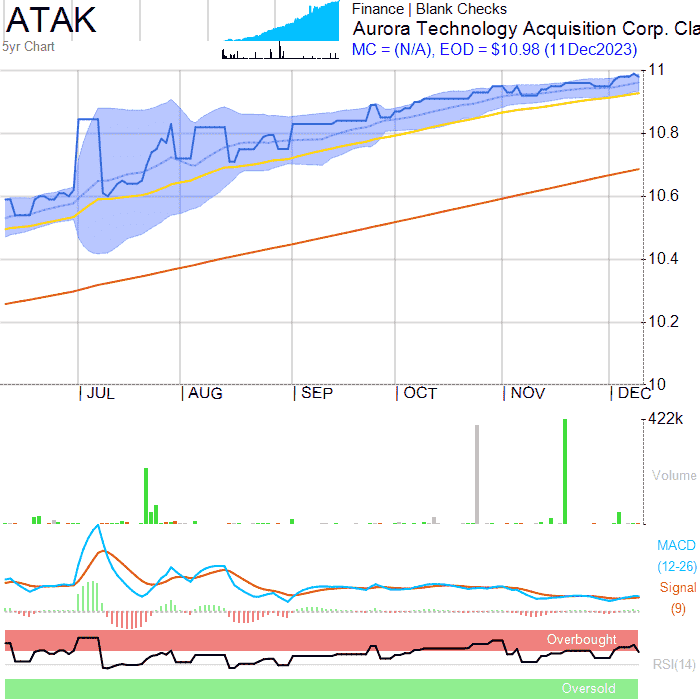 ATAK
5yr Chart
Finance | Blank Checks
Aurora Technology Acquisition Corp. Cla
MC = (N/A), EOD = $10.98 (11Dec2023)
11
10.8
10.6
10.4
10.2
10
JUL AUG SEP OCT NOV DEC
422k
Volume
MACD
(12-26)
Signal
(9)
Overbought
RSI(14)
Oversold